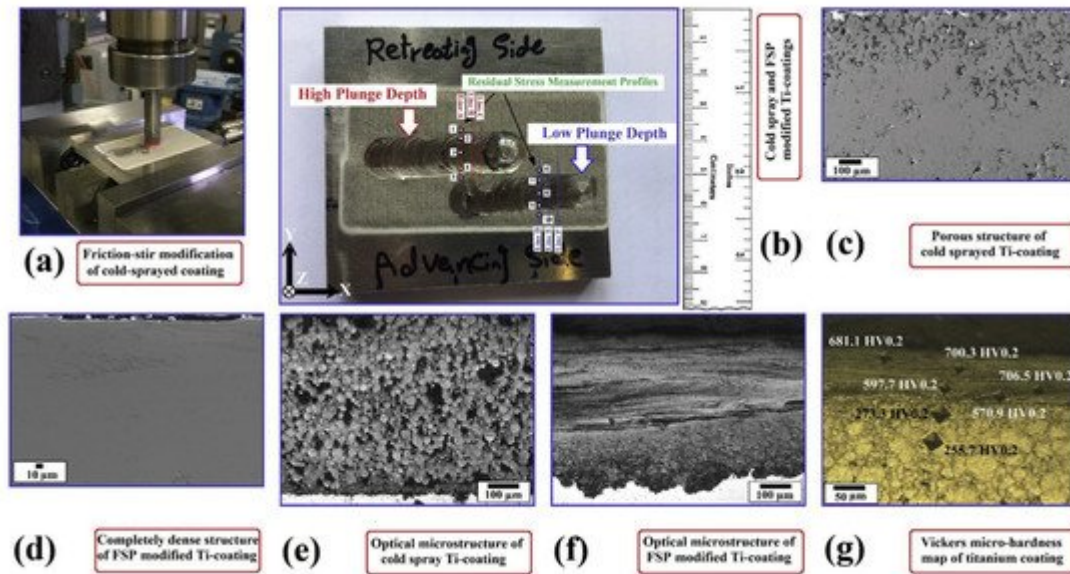 Retreating Side
Residual Stress Measurement Profiles
High Plunge Depth
Low Plunge Depth
Advancing Side
Y
Z
X
Centimeters
(a)
Friction-stir modification
of cold-sprayed coating
(b)
Cold spray and FSP
modified Ti-coatings
100 μm
(c)
Porous structure of
cold sprayed Ti-coating
10 μm
(d)
Completely dense structure
of FSP modified Ti-coating
100 μm
(e)
Optical microstructure of
cold spray Ti-coating
100 μm
(f)
Optical microstructure of
FSP modified Ti-coating
681.1 HV0.2
700.3 HV0.2
706.5 HV0.2
597.7 HV0.2
273.3 HV0.2
570.9 HV0.2
255.7 HV0.2
50 μm
(g)
Vickers micro-hardness
map of titanium coating